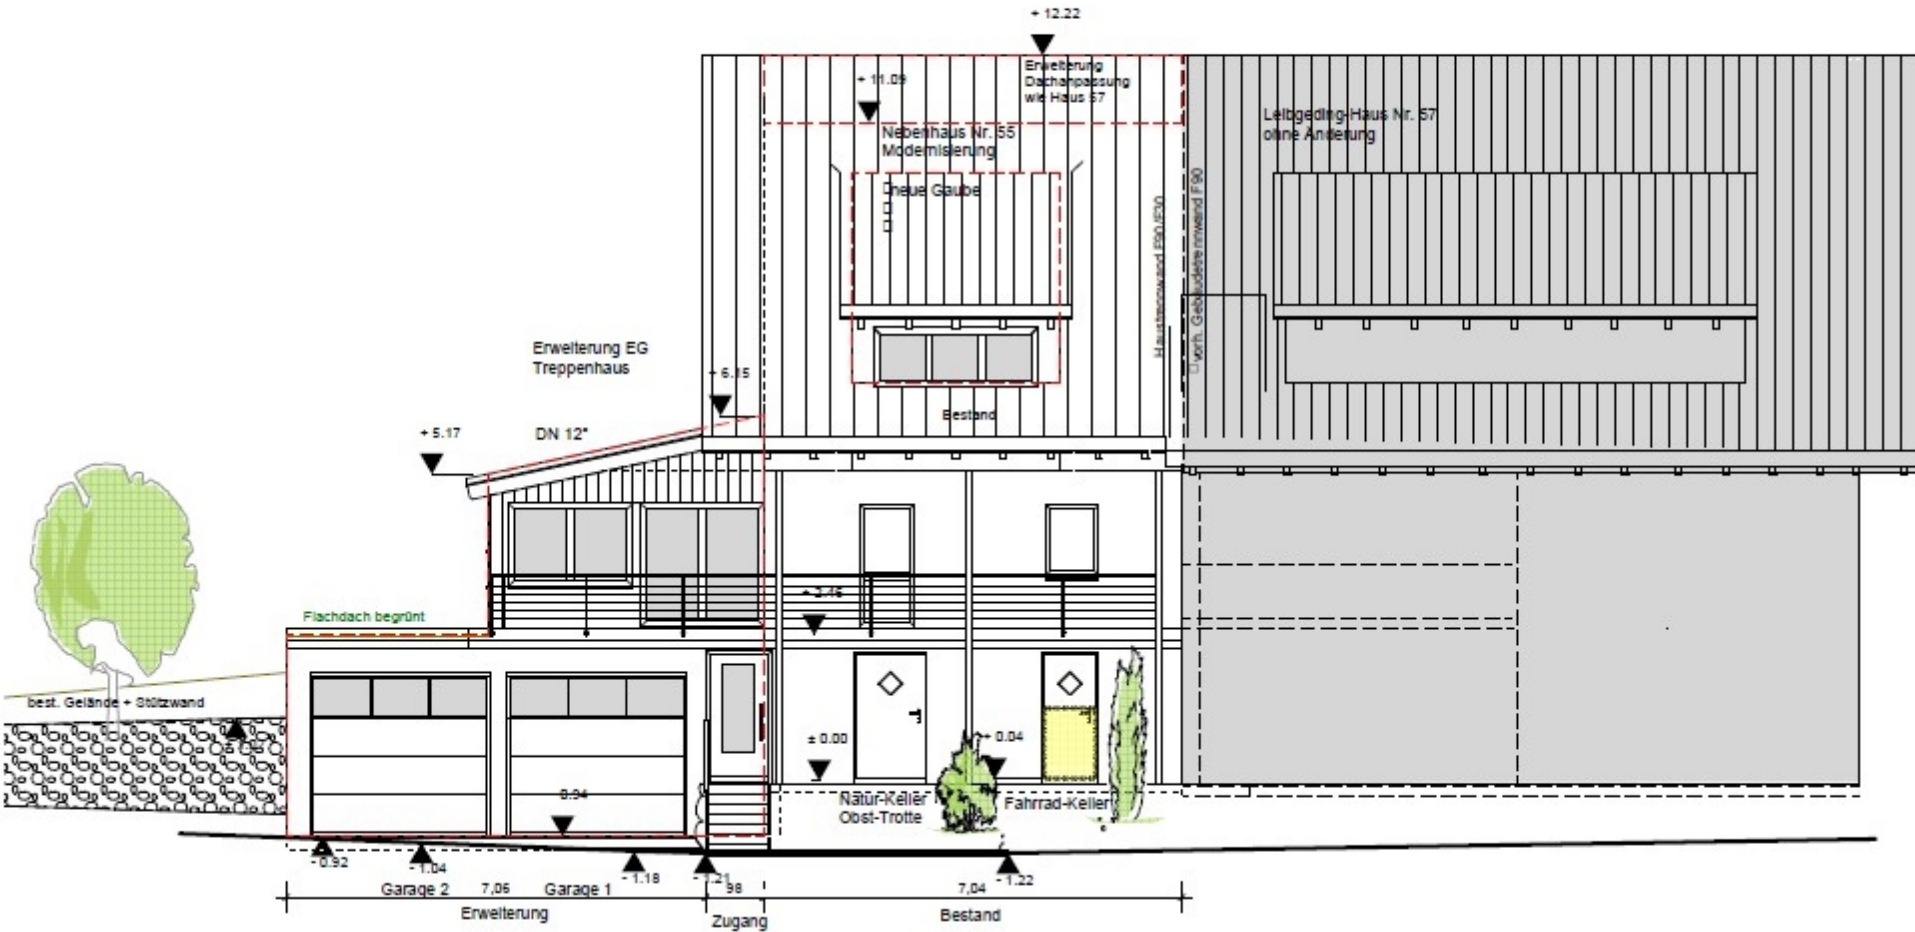 + 12.22
Erweiterung
Dachanpassung
wie Haus 57
+ 11.09
Leibgeding-Haus Nr. 57
ohne Änderung
Nebenhaus Nr. 55
Modernisierung
neue Gaube
Haustrennwand F90/F30
vorh. Gebäudetrennwand F90
Erweiterung EG
Treppenhaus
+ 6.15
Bestand
+ 5.17
DN 12°
+ 2.46
Flachdach begrünt
best. Gelände + Stützwand
± 0.00
+ 0.04
0.94
Natur-Keller
Obst-Trotte
Fahrrad-Keller
- 0.92
- 1.04
- 1.18
- 1.21
- 1.22
Garage 2
7,06
Garage 1
98
7,04
Erweiterung
Zugang
Bestand